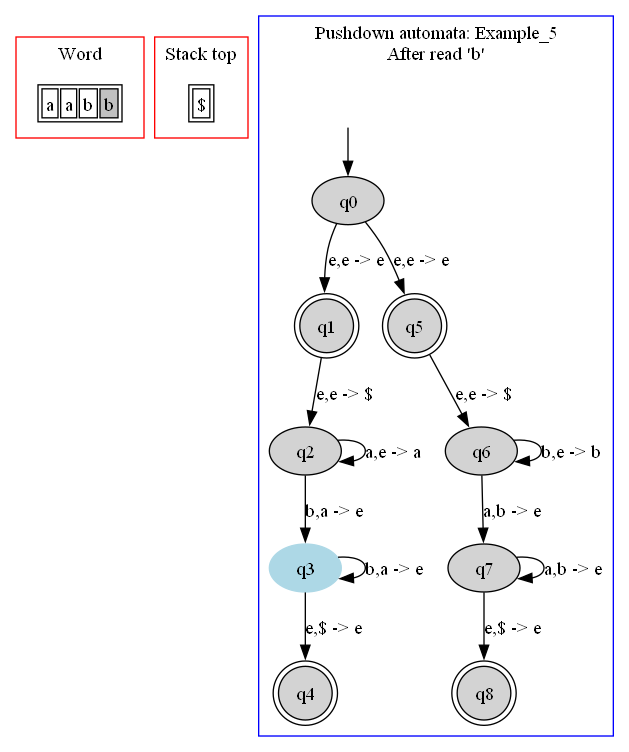 Word
a a b b
Stack top
$
Pushdown automata: Example_5
After read 'b'
q0
e,e -> e
e,e -> e
q1
q5
e,e -> $
e,e -> $
q2
a,e -> a
q6
b,e -> b
b,a -> e
a,b -> e
q3
b,a -> e
q7
a,b -> e
e,$ -> e
e,$ -> e
q4
q8